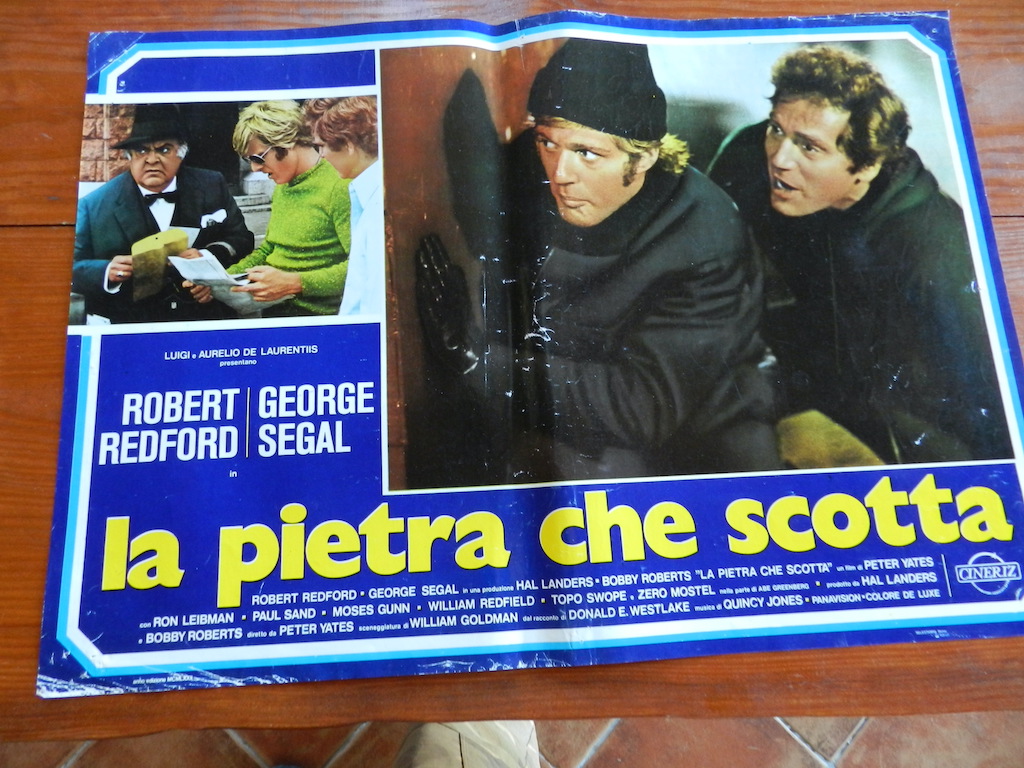 LUIGI e AURELIO DE LAURENTIIS
presentano
ROBERT REDFORD
GEORGE SEGAL
in
la pietra che scotta
ROBERT REDFORD · GEORGE SEGAL in una produzione HAL LANDERS · BOBBY ROBERTS "LA PIETRA CHE SCOTTA" un film di PETER YATES
con RON LEIBMAN · PAUL SAND · MOSES GUNN · WILLIAM REDFIELD · TOPO SWOPE · ZERO MOSTEL nella parte di ABE GREENBERG · prodotto da HAL LANDERS
e BOBBY ROBERTS diretto da PETER YATES sceneggiatura di WILLIAM GOLDMAN dal racconto di DONALD E. WESTLAKE musica di QUINCY JONES · PANAVISION · COLORE DE LUXE
CINERIZ